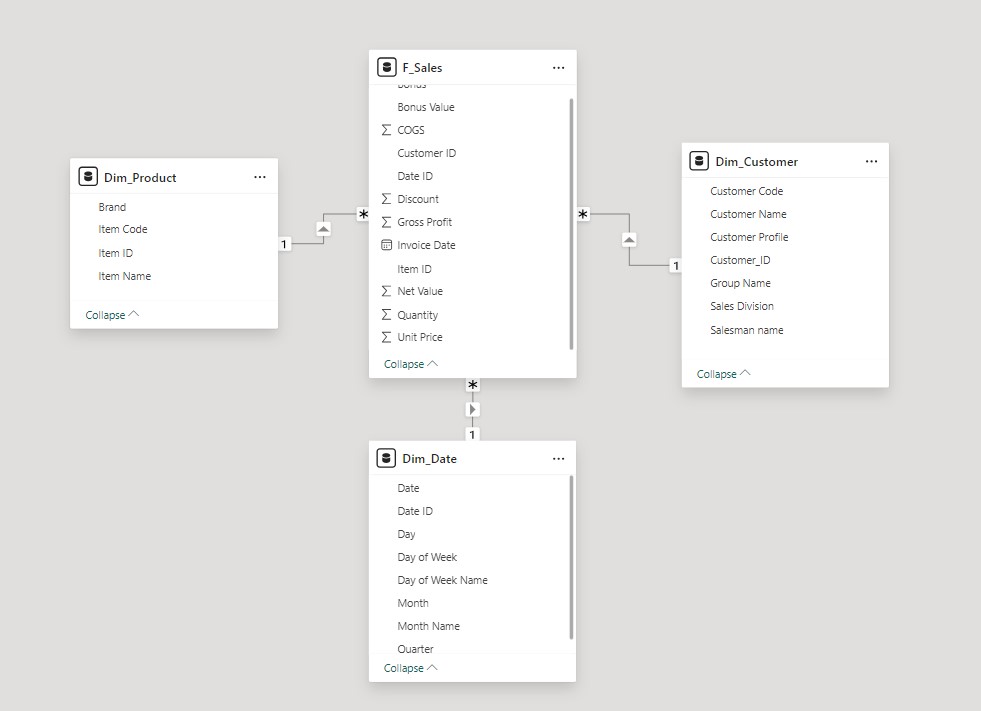 F_Sales
Bonus
Bonus Value
COGS
Customer ID
Date ID
Discount
Gross Profit
Invoice Date
Item ID
Net Value
Quantity
Unit Price
Collapse
Dim_Product
Brand
Item Code
Item ID
Item Name
Collapse
1
*
*
1
Dim_Customer
Customer Code
Customer Name
Customer Profile
Customer_ID
Group Name
Sales Division
Salesman name
Collapse
*
1
Dim_Date
Date
Date ID
Day
Day of Week
Day of Week Name
Month
Month Name
Quarter
Collapse